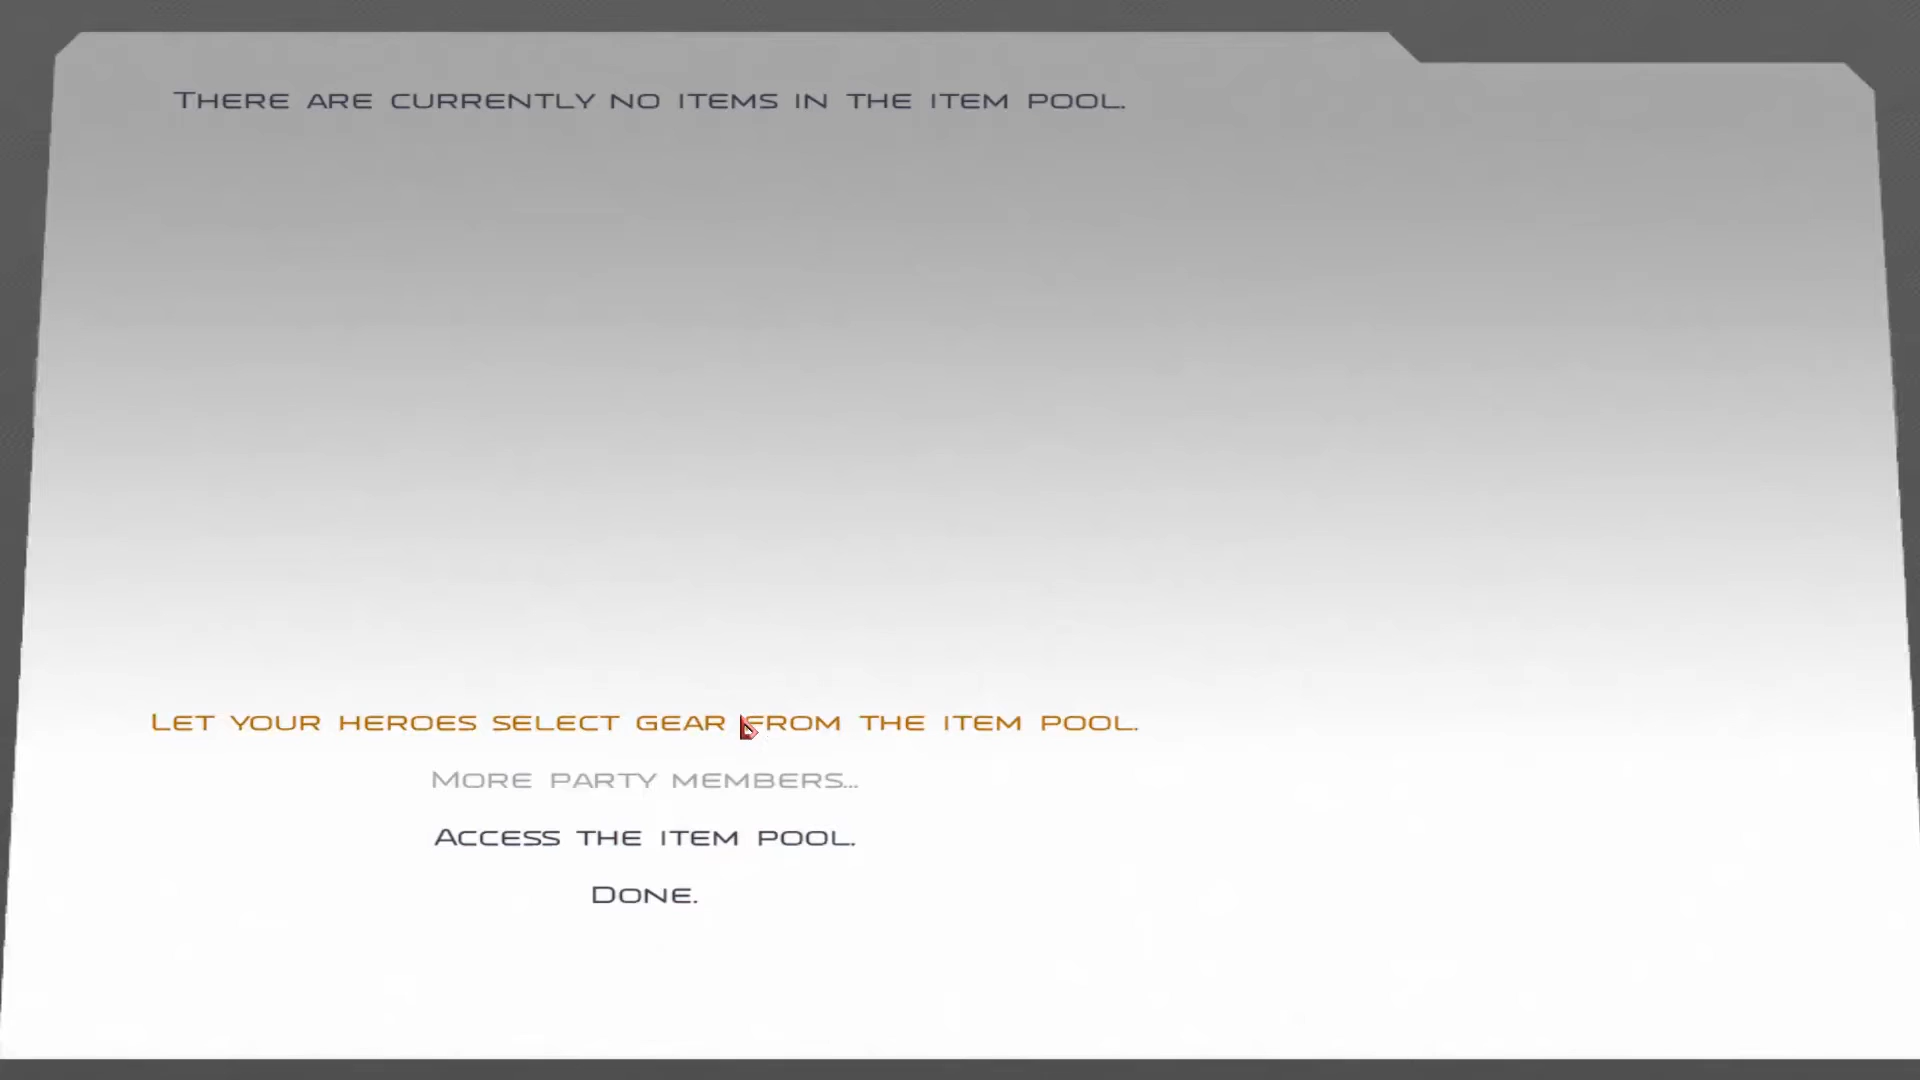 There are currently no items in the item pool.
Let your heroes select gear from the item pool.
More party members...
Access the item pool.
Done.